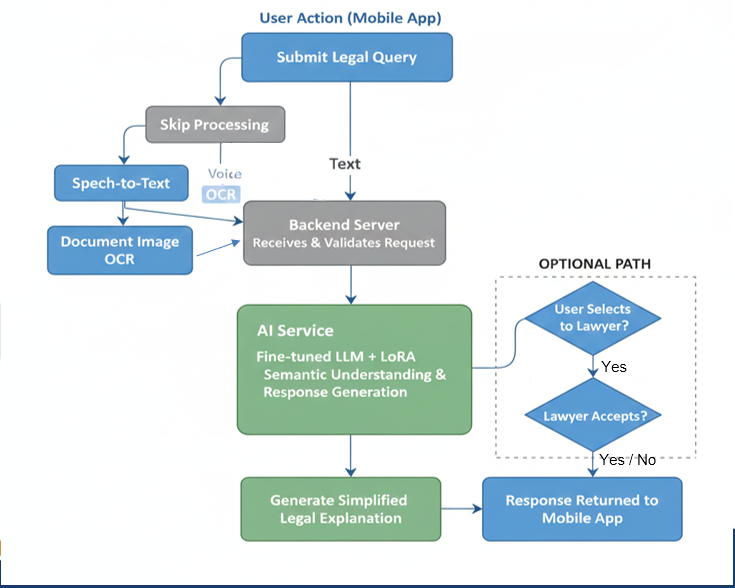 User Action (Mobile App)
Submit Legal Query
Skip Processing
Voice
OCR
Text
Spech-to-Text
Document Image
OCR
Backend Server
Receives & Validates Request
AI Service
Fine-tuned LLM + LoRA
Semantic Understanding &
Response Generation
OPTIONAL PATH
User Selects
to Lawyer?
Yes
Lawyer Accepts?
Yes / No
Generate Simplified
Legal Explanation
Response Returned to
Mobile App